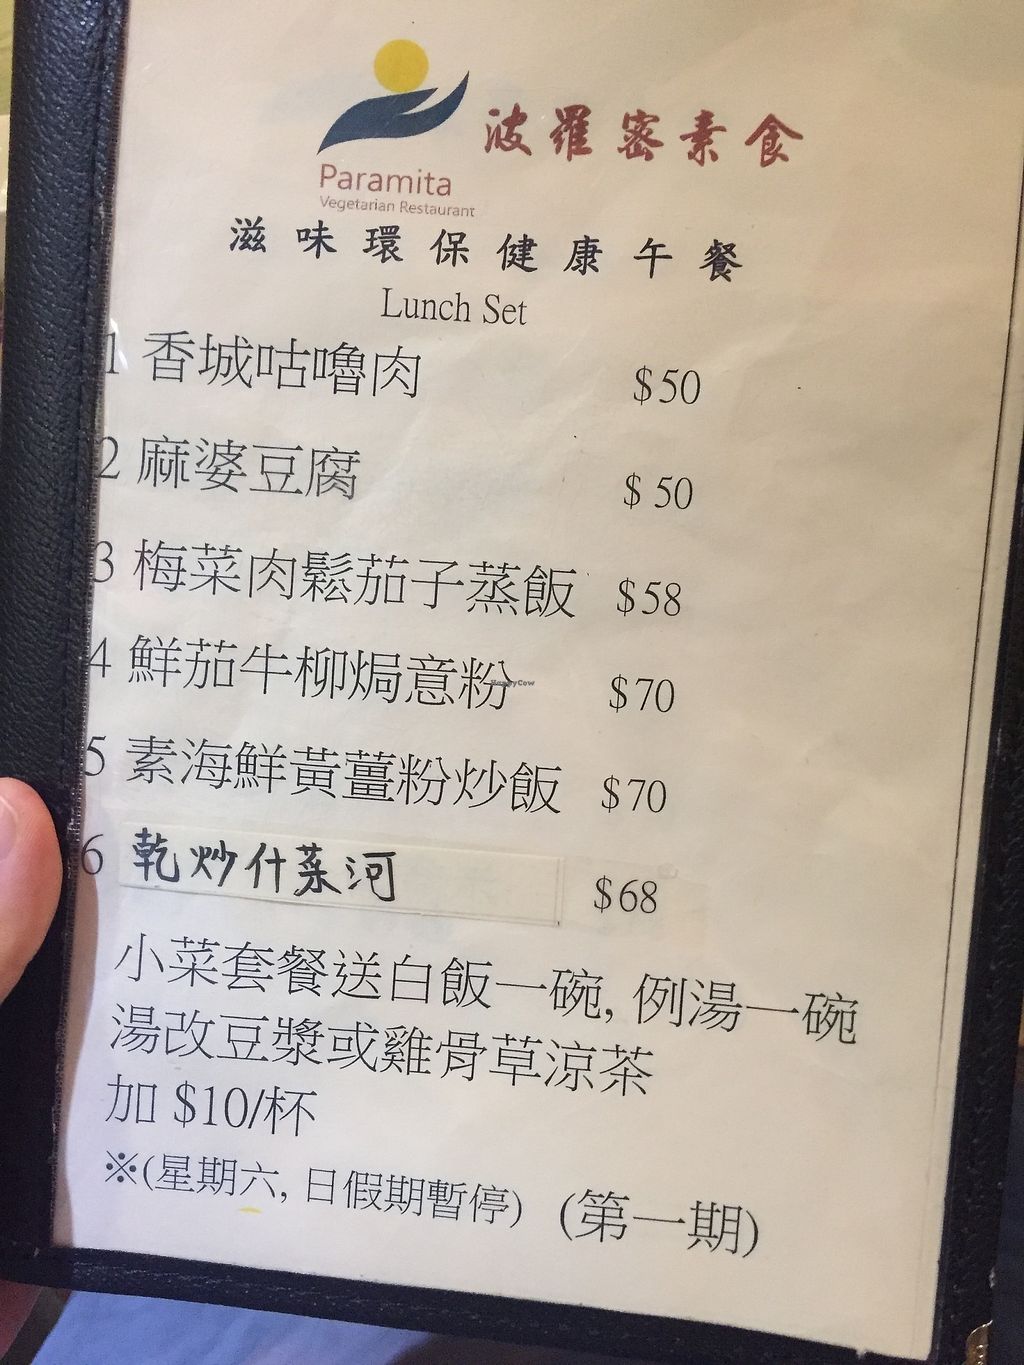 波羅密素食
Paramita
Vegetarian Restaurant
滋味環保健康午餐
Lunch Set
1 香城咕嚕肉 $50
2 麻婆豆腐 $50
3 梅菜肉鬆茄子蒸飯 $58
4 鮮茄牛柳焗意粉 $70
HappyCow
5 素海鮮黃薑粉炒飯 $70
6 乾炒什菜河 $68
小菜套餐送白飯一碗, 例湯一碗
湯改豆漿或雞骨草涼茶
加 $10/杯
※(星期六, 日假期暫停) (第一期)